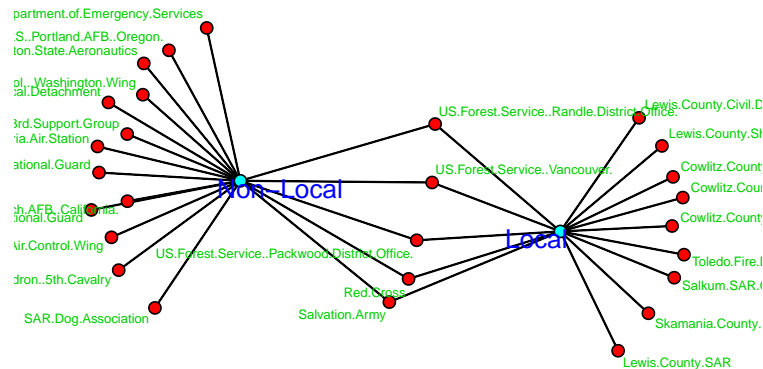 partment.of.Emergency.Services
.S..Portland.AFB..Oregon.
ton.State.Aeronautics
ol..Washington.Wing
cal.Detachment
3rd.Support.Group
ria.Air.Station
ational.Guard
ch.AFB..California.
ional.Guard
Air.Control.Wing
dron..5th.Cavalry
SAR.Dog.Association
Non-Local
US.Forest.Service..Randle.District.Office.
US.Forest.Service..Vancouver.
US.Forest.Service..Packwood.District.Office.
Red.Cross
Salvation.Army
Local
Lewis.County.Civil.D
Lewis.County.Sh
Cowlitz.County
Cowlitz.Cou
Cowlitz.County
Toledo.Fire.
Salkum.SAR.
Skamania.County.
Lewis.County.SAR